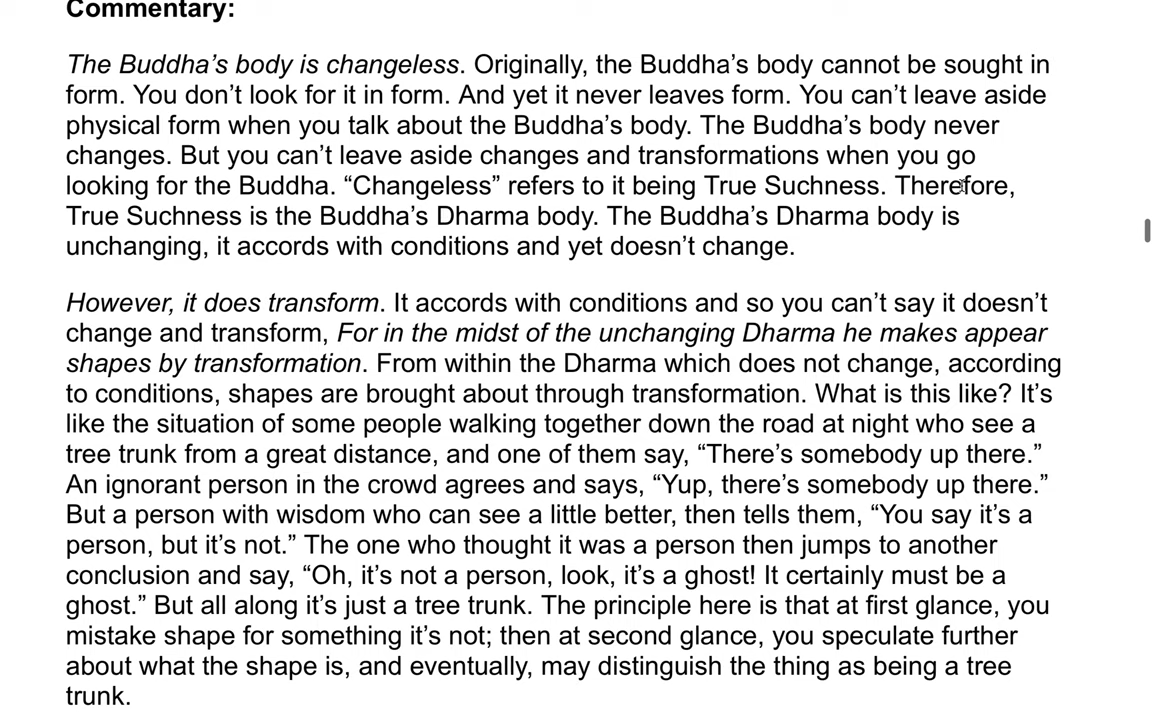 Commentary:
The Buddha’s body is changeless. Originally, the Buddha’s body cannot be sought in
form. You don’t look for it in form. And yet it never leaves form. You can’t leave aside
physical form when you talk about the Buddha’s body. The Buddha’s body never
changes. But you can’t leave aside changes and transformations when you go
looking for the Buddha. “Changeless” refers to it being True Suchness. Therefore,
True Suchness is the Buddha’s Dharma body. The Buddha’s Dharma body is
unchanging, it accords with conditions and yet doesn’t change.
However, it does transform. It accords with conditions and so you can’t say it doesn’t
change and transform, For in the midst of the unchanging Dharma he makes appear
shapes by transformation. From within the Dharma which does not change, according
to conditions, shapes are brought about through transformation. What is this like? It’s
like the situation of some people walking together down the road at night who see a
tree trunk from a great distance, and one of them say, “There’s somebody up there.”
An ignorant person in the crowd agrees and says, “Yup, there’s somebody up there.”
But a person with wisdom who can see a little better, then tells them, “You say it’s a
person, but it’s not.” The one who thought it was a person then jumps to another
conclusion and say, “Oh, it’s not a person, look, it’s a ghost! It certainly must be a
ghost.” But all along it’s just a tree trunk. The principle here is that at first glance, you
mistake shape for something it’s not; then at second glance, you speculate further
about what the shape is, and eventually, may distinguish the thing as being a tree
trunk.